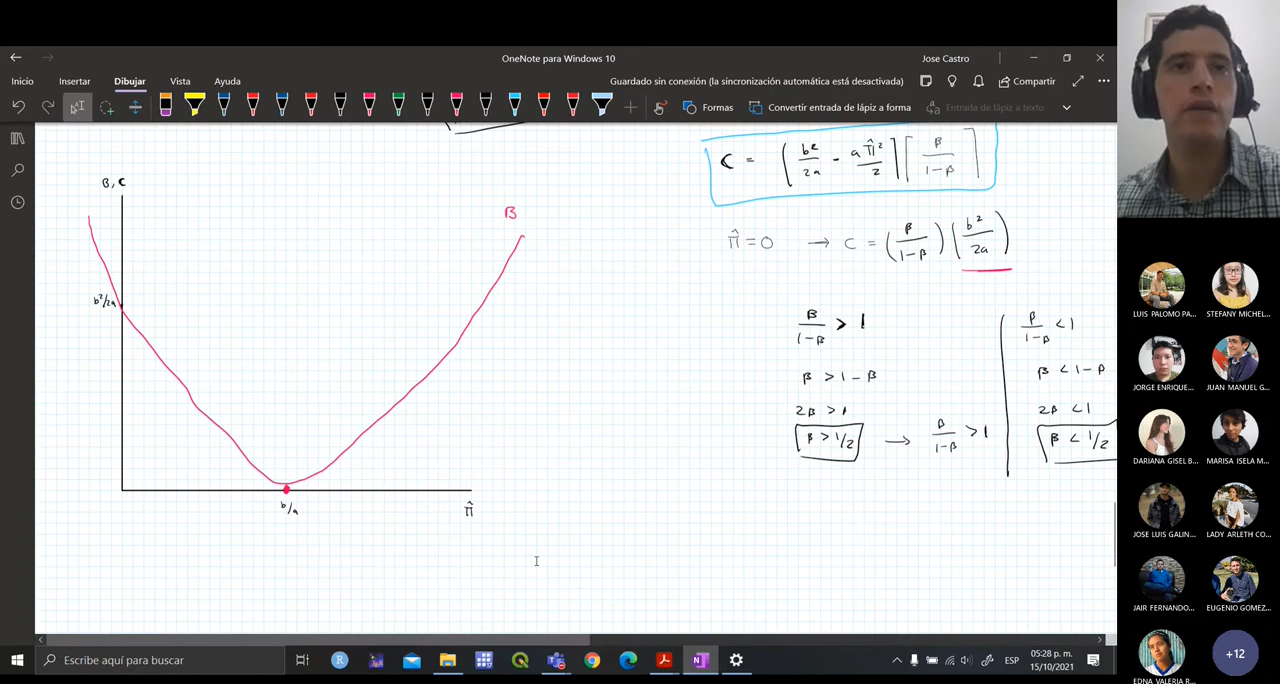 OneNote para Windows 10
Jose Castro
Inicio
Insertar
Dibujar
Vista
Ayuda
Guardado sin conexión (la sincronización automática está desactivada)
Compartir
Formas
Convertir entrada de lápiz a forma
Entrada de lápiz a texto
B, C
B
b²/2a
b/a
π̂
C = [b²/2a - aπ̂²/2] [β/1-β]
π̂ = 0 → C = (β/1-β) (b²/2a)
β/1-β > 1
β > 1 - β
2β > 1
β > 1/2 → β/1-β > 1
β/1-β < 1
β < 1 - β
2β < 1
β < 1/2
LUIS PALOMO PA...
STEFANY MICHEL...
JORGE ENRIQUE...
JUAN MANUEL G...
DARIANA GISEL B...
MARISA ISELA M...
JOSE LUIS GALIN...
LADY ARLETH CO...
JAIR FERNANDO...
EUGENIO GOMEZ...
EDNA VALERIA R...
+12
Escribe aquí para buscar
ESP
05:28 p. m.
15/10/2021